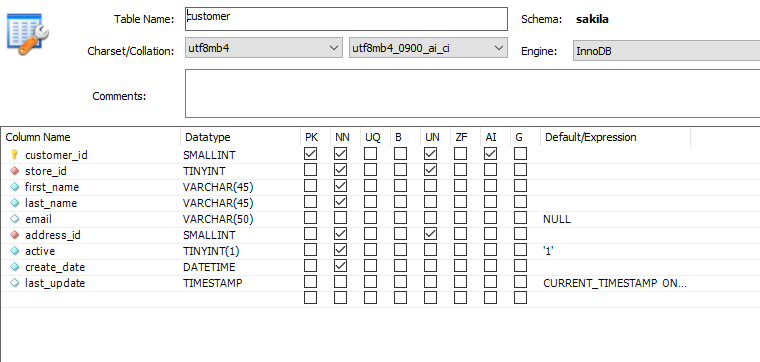 Table Name: customer Schema: sakila
Charset/Collation: utf8mb4 utf8mb4_0900_ai_ci Engine: InnoDB
Comments:
Column Name Datatype PK NN UQ B UN ZF AI G Default/Expression
customer_id SMALLINT
store_id TINYINT
first_name VARCHAR(45)
last_name VARCHAR(45)
email VARCHAR(50) NULL
address_id SMALLINT
active TINYINT(1) '1'
create_date DATETIME
last_update TIMESTAMP CURRENT_TIMESTAMP ON...